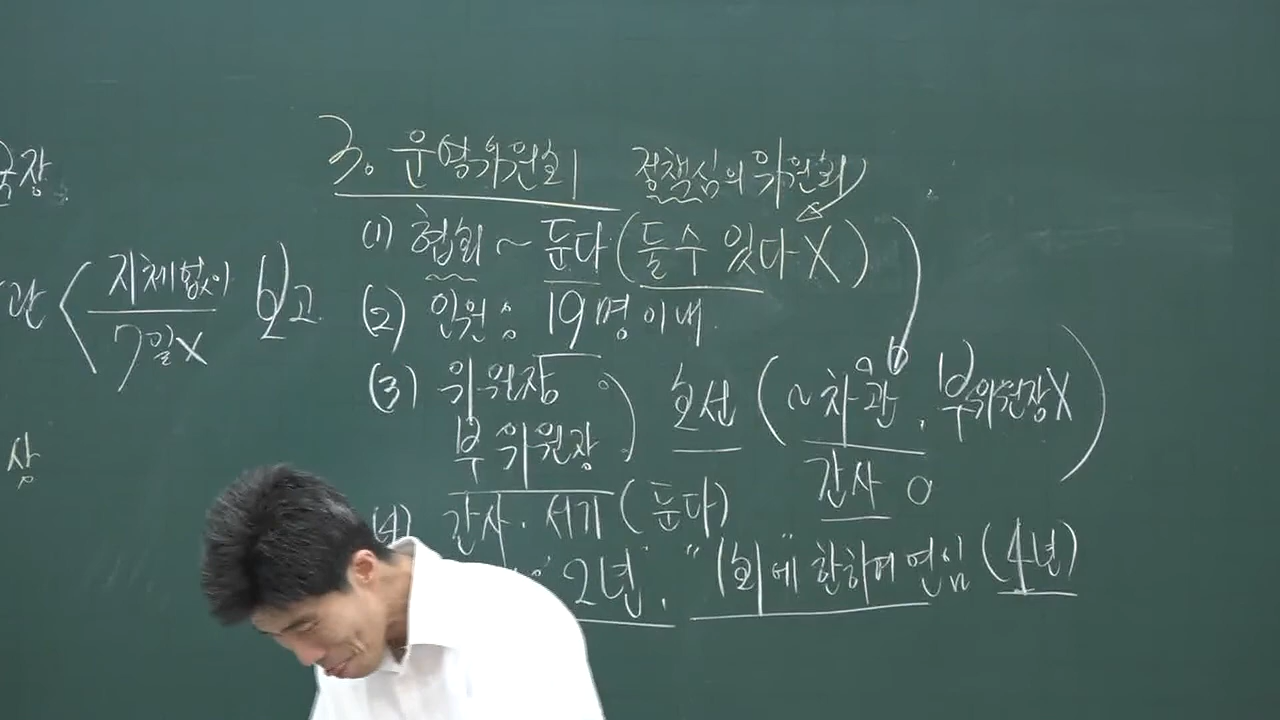 국장
지체없이
7일X
보고
3. 운영위원회 정책심의위원회
(1) 협회 ~ 둔다 (둘 수 있다 X)
(2) 인원 : 19명 이내.
(3) 위원장
부위원장
호선 ( ~ 차관, 부위원장X )
간사 O
(4) 간사 · 서기 (둔다)
2년. "1회"에 한하여 연임 (4년)